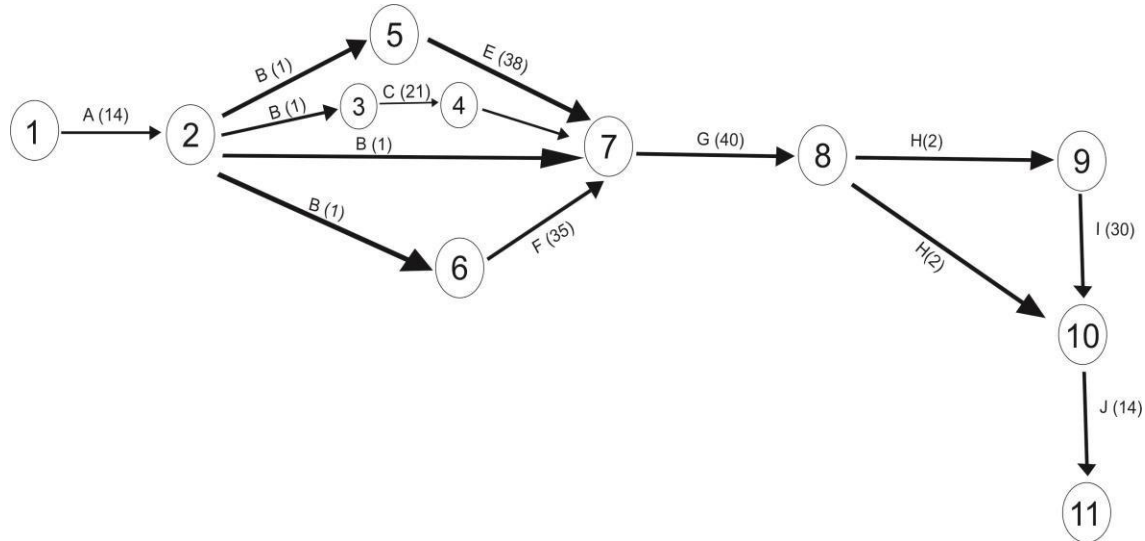 5
E (38)
B (1)
1
A (14)
2
B (1)
3
C (21)
4
B (1)
7
G (40)
8
H(2)
9
B (1)
6
F (35)
H(2)
I (30)
10
J (14)
11